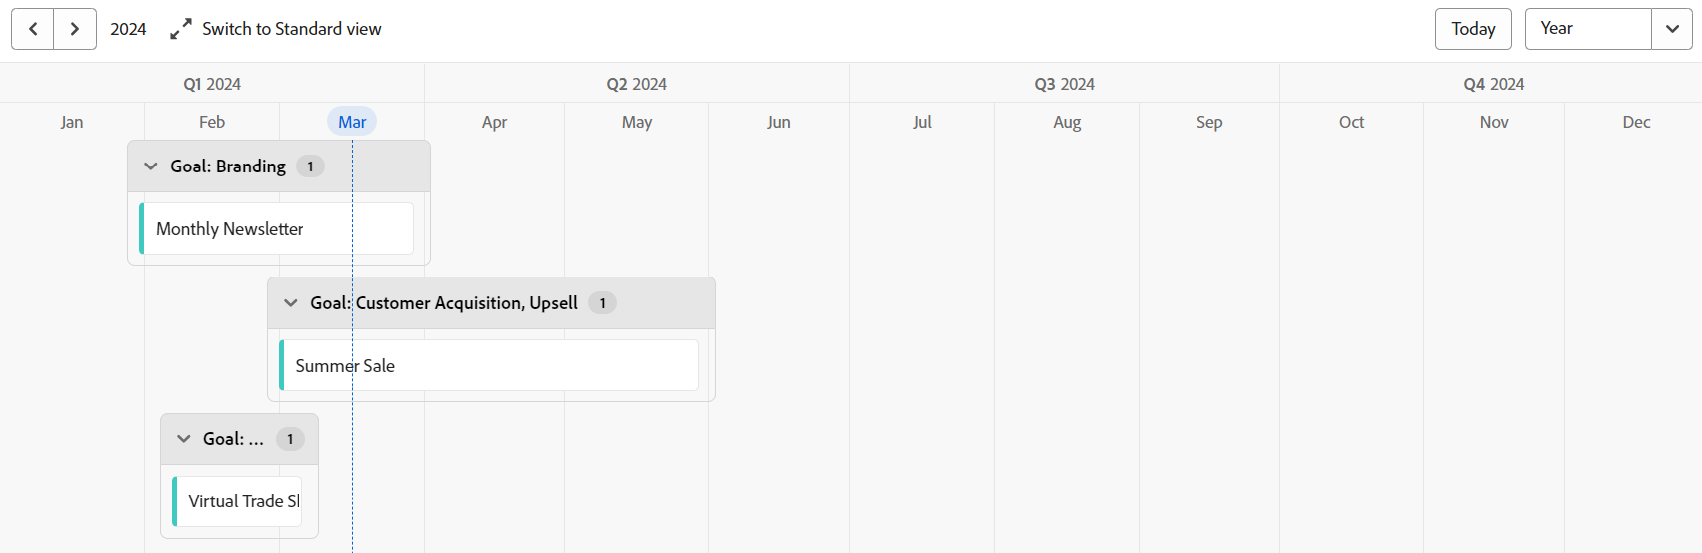 2024 Switch to Standard view Today Year
Q1 2024 Q2 2024 Q3 2024 Q4 2024
Jan Feb Mar Apr May Jun Jul Aug Sep Oct Nov Dec
Goal: Branding 1
Monthly Newsletter
Goal: Customer Acquisition, Upsell 1
Summer Sale
Goal: ... 1
Virtual Trade